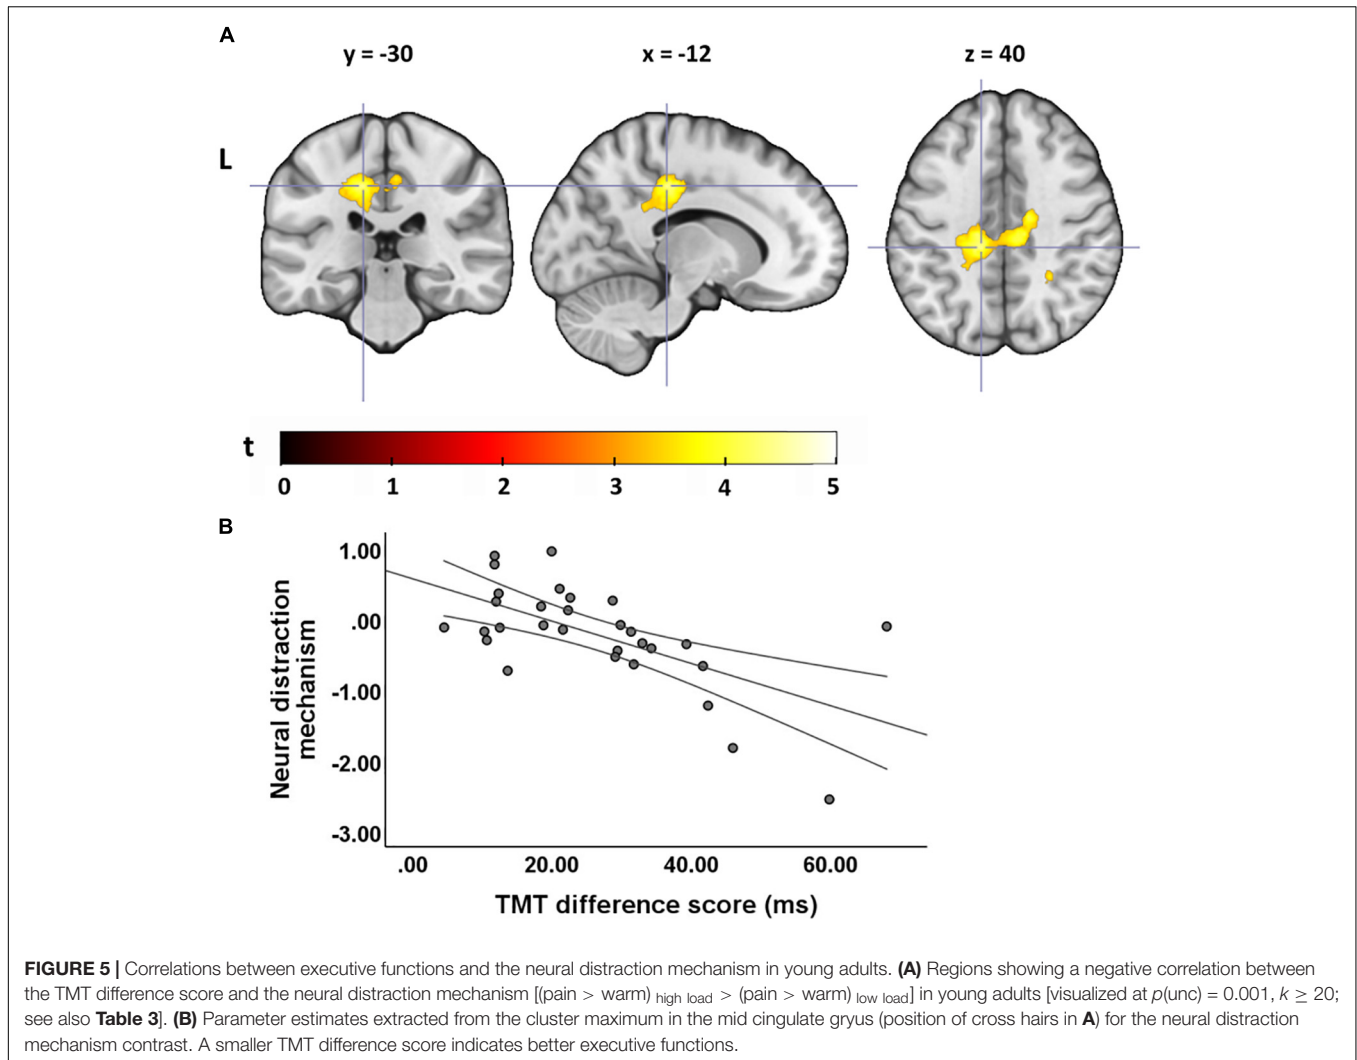 A
y = -30
x = -12
z = 40
L
t
0 1 2 3 4 5
B
Neural distraction
mechanism
1.00
.00
-1.00
-2.00
-3.00
.00 20.00 40.00 60.00
TMT difference score (ms)
FIGURE 5 | Correlations between executive functions and the neural distraction mechanism in young adults. (A) Regions showing a negative correlation between
the TMT difference score and the neural distraction mechanism [(pain > warm) high load > (pain > warm) low load] in young adults [visualized at p(unc) = 0.001, k ≥ 20;
see also Table 3]. (B) Parameter estimates extracted from the cluster maximum in the mid cingulate gryus (position of cross hairs in A) for the neural distraction
mechanism contrast. A smaller TMT difference score indicates better executive functions.